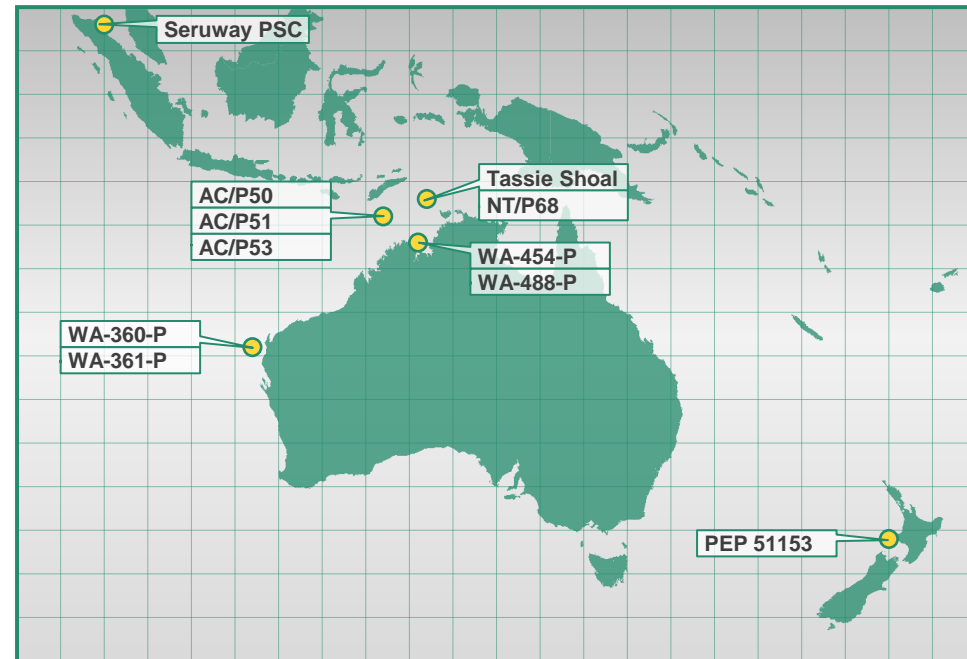 Seruway PSC
AC/P50
AC/P51
AC/P53
Tassie Shoal
NT/P68
WA-454-P
WA-488-P
WA-360-P
WA-361-P
PEP 51153